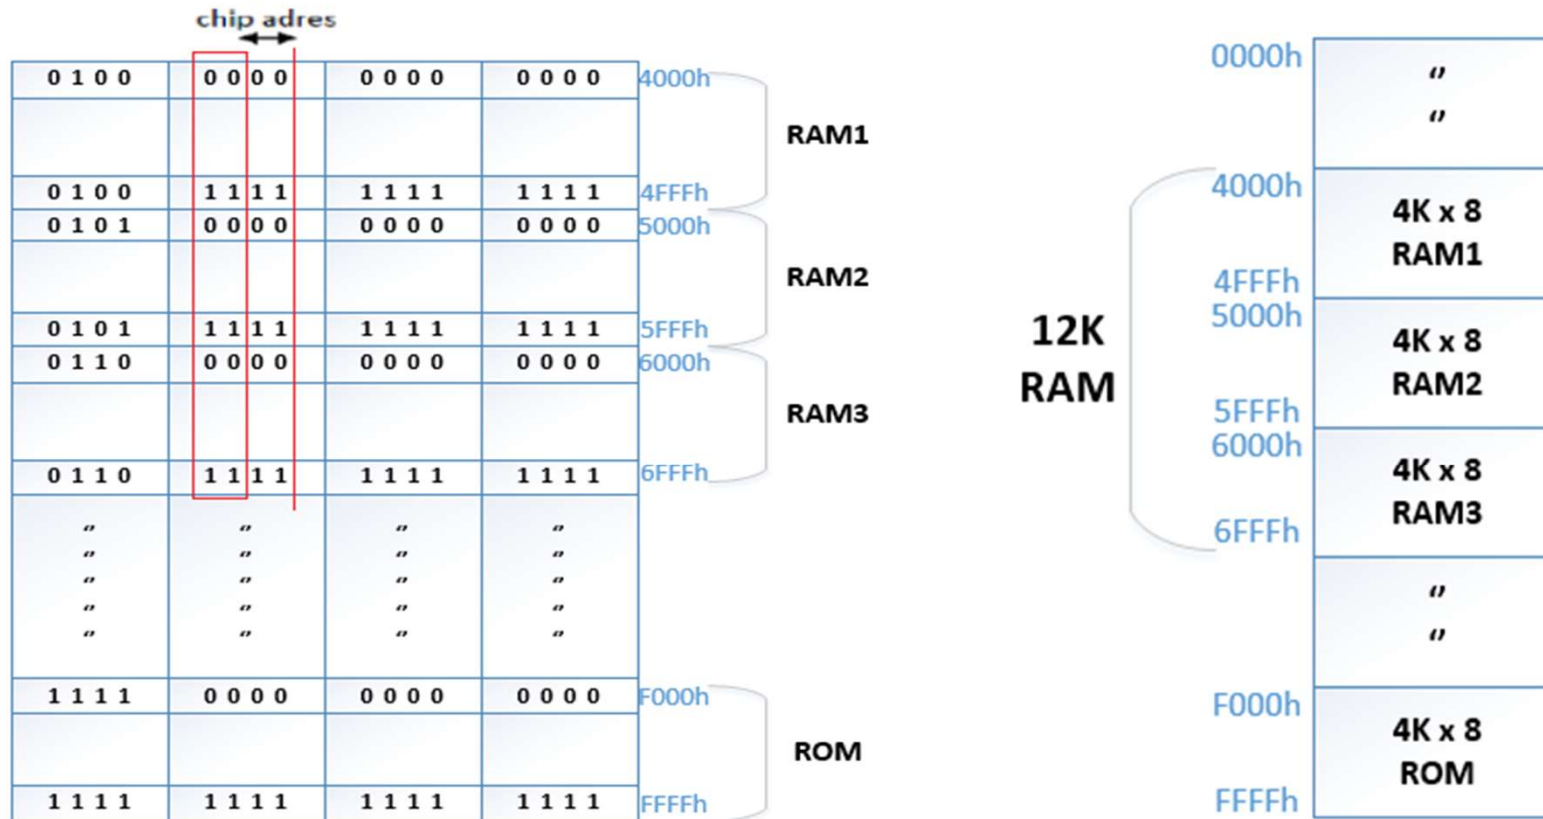 chip adres
0 1 0 0 0 0 0 0 0 0 0 0 0 0 0 0 4000h
RAM1
0 1 0 0 1 1 1 1 1 1 1 1 1 1 1 1 4FFFh
0 1 0 1 0 0 0 0 0 0 0 0 0 0 0 0 5000h
RAM2
0 1 0 1 1 1 1 1 1 1 1 1 1 1 1 1 5FFFh
0 1 1 0 0 0 0 0 0 0 0 0 0 0 0 0 6000h
RAM3
0 1 1 0 1 1 1 1 1 1 1 1 1 1 1 1 6FFFh
" " " "
" " " "
" " " "
" " " "
" " " "
1 1 1 1 0 0 0 0 0 0 0 0 0 0 0 0 F000h
ROM
1 1 1 1 1 1 1 1 1 1 1 1 1 1 1 1 FFFFh
0000h
"
"
12K
RAM
4000h
4K x 8
RAM1
4FFFh
5000h
4K x 8
RAM2
5FFFh
6000h
4K x 8
RAM3
6FFFh
"
"
F000h
4K x 8
ROM
FFFFh